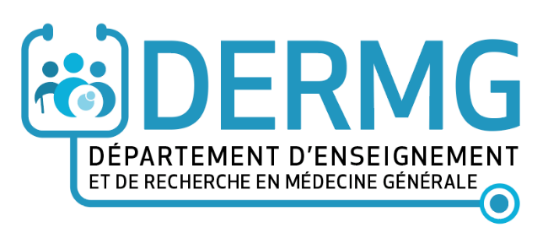 DERMG
DÉPARTEMENT D'ENSEIGNEMENT
ET DE RECHERCHE EN MÉDECINE GÉNÉRALE